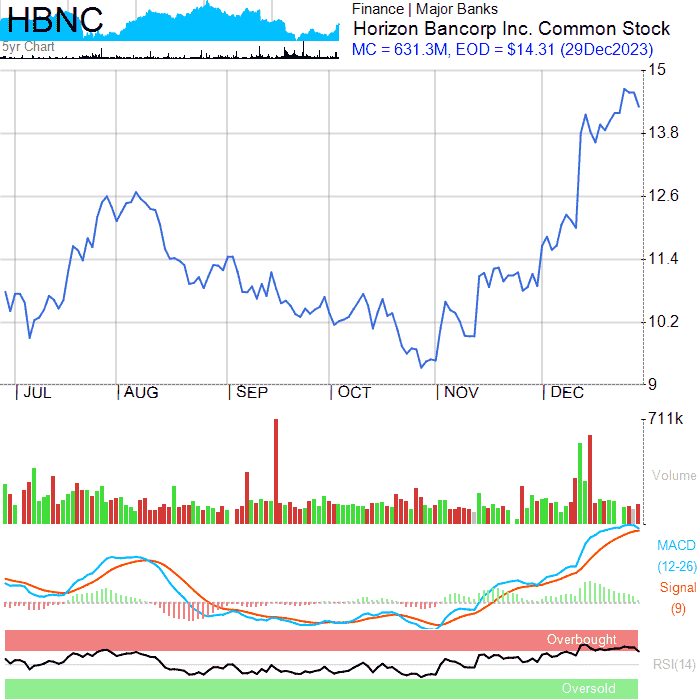 HBNC
5yr Chart
Finance | Major Banks
Horizon Bancorp Inc. Common Stock
MC = 631.3M, EOD = $14.31 (29Dec2023)
15
13.8
12.6
11.4
10.2
9
| JUL | AUG | SEP | OCT | NOV | DEC
711k
Volume
MACD
(12-26)
Signal
(9)
Overbought
RSI(14)
Oversold